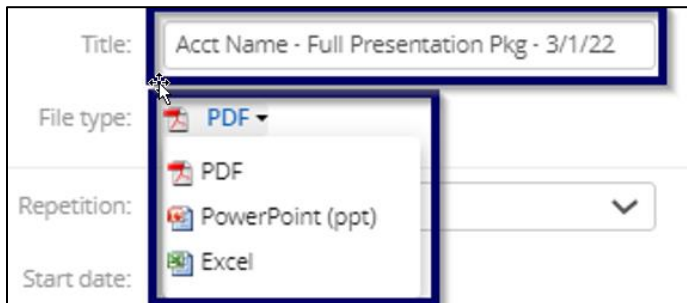 Title: Acct Name - Full Presentation Pkg - 3/1/22
File type: PDF
PDF
Repetition: PowerPoint (ppt)
Excel
Start date: